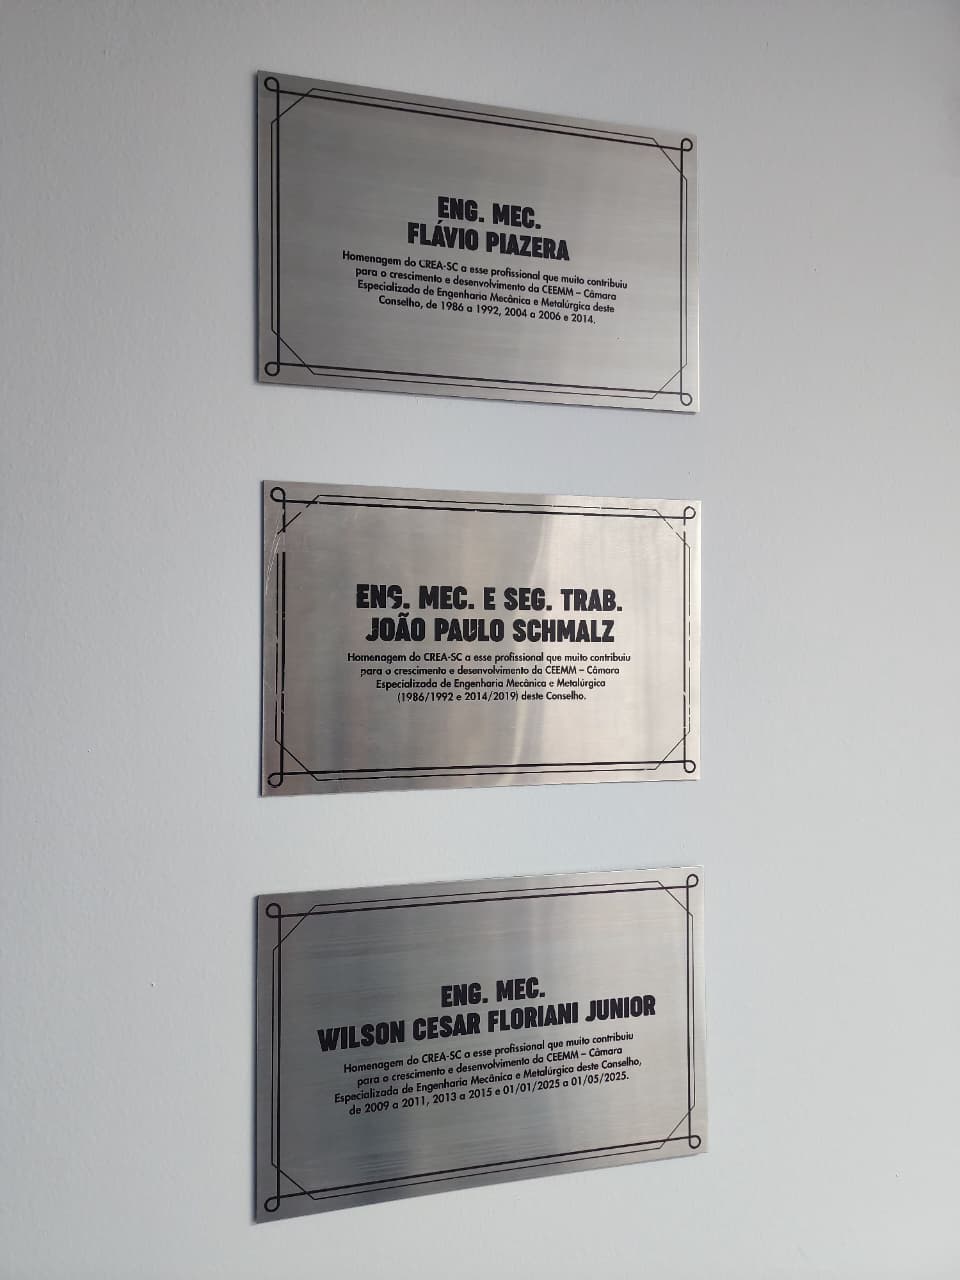 ENG. MEC.
FLÁVIO PIAZERA
Homenagem do CREA-SC a esse profissional que muito contribuiu
para o crescimento e desenvolvimento da CEEMM – Câmara
Especializada de Engenharia Mecânica e Metalúrgica deste
Conselho, de 1986 a 1992, 2004 a 2006 e 2014.
ENG. MEC. E SEG. TRAB.
JOÃO PAULO SCHMALZ
Homenagem do CREA-SC a esse profissional que muito contribuiu
para o crescimento e desenvolvimento da CEEMM – Câmara
Especializada de Engenharia Mecânica e Metalúrgica
(1986/1992 e 2014/2019) deste Conselho.
ENG. MEC.
WILSON CESAR FLORIANI JUNIOR
Homenagem do CREA-SC a esse profissional que muito contribuiu
para o crescimento e desenvolvimento da CEEMM – Câmara
Especializada de Engenharia Mecânica e Metalúrgica deste Conselho,
de 2009 a 2011, 2013 a 2015 e 01/01/2025 a 01/05/2025.